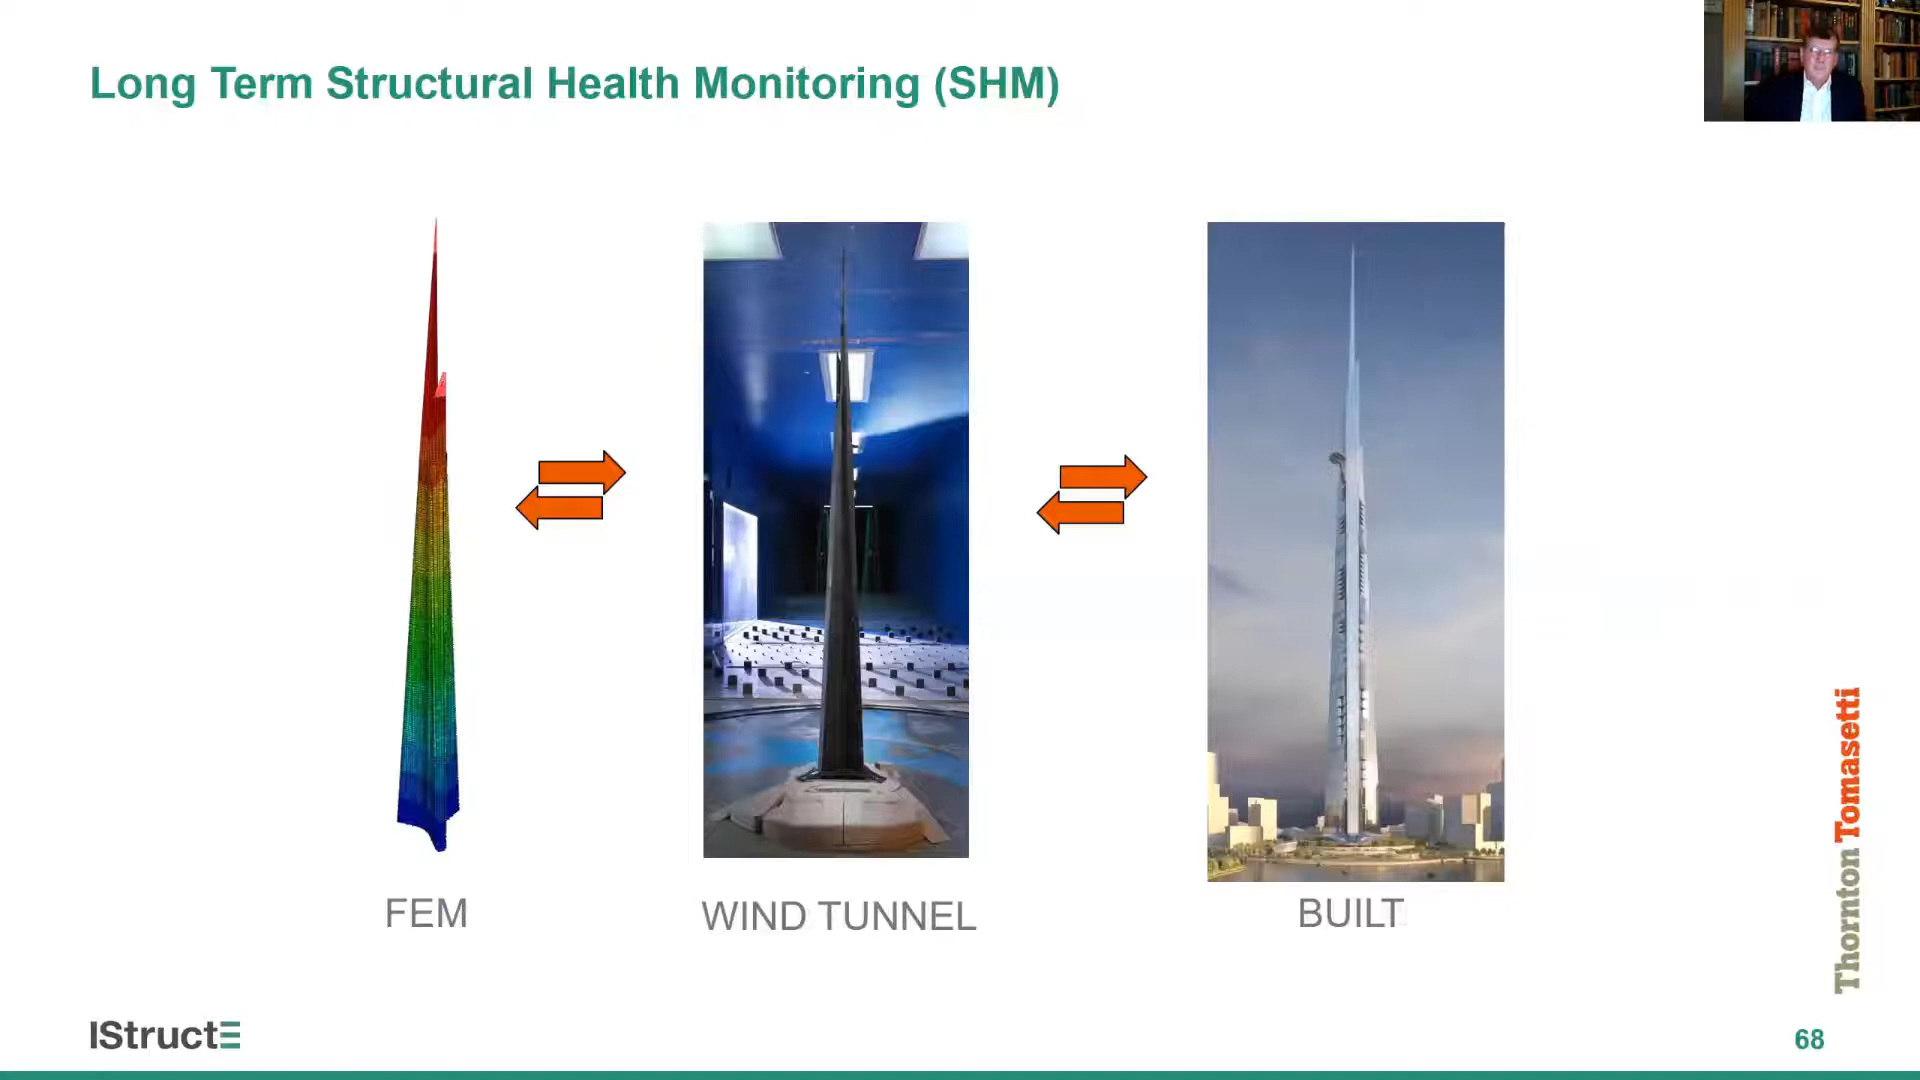 Long Term Structural Health Monitoring (SHM)
FEM
WIND TUNNEL
BUILT
Thornton Tomasetti
IStructE
68